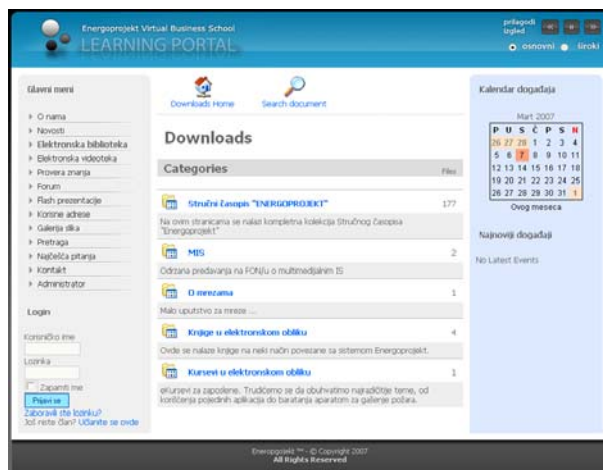 Energoprojekt Virtual Business School
LEARNING PORTAL
prilagodi
izgled
osnovni široki
Glavni meni
O nama
Novosti
Elektronska biblioteka
Elektronska videoteka
Provera znanja
Forum
Flash prezentacije
Korisne adrese
Galerija slika
Pretraga
Najčešća pitanja
Kontakt
Administrator
Login
Korisničko ime
Lozinka
Zapamti me
Prijavi se
Zaboravili ste lozinku?
Još niste član? Učlanite se ovde
Downloads Home
Search document
Downloads
Categories Files
Stručni časopis "ENERGOPROJEKT" 177
Na ovim stranicama se nalazi kompletna kolekcija Stručnog časopisa
"Energoprojekt"
MIS 2
Odrzana predavanja na FON/u o multimedijalnim IS
O mrezama 1
Malo uputstvo za mreze ...
Knjige u elektronskom obliku 4
Ovde se nalaze knjige na neki način povezane sa sistemom Energoprojekt.
Kursevi u elektronskom obliku 1
eKursevi za zaposlene. Trudićemo se da obuhvatimo najrazličitije teme, od
korišćenja pojedinih aplikacija do baratanja aparatom za gašenje požara.
Kalendar događaja
Mart 2007
P U S Č P S N
26 27 28 1 2 3 4
5 6 7 8 9 10 11
12 13 14 15 16 17 18
19 20 21 22 23 24 25
26 27 28 29 30 31 1
Ovog meseca
Najnoviji događaji
No Latest Events
Energoprojekt ™ - © Copyright 2007
All Rights Reserved